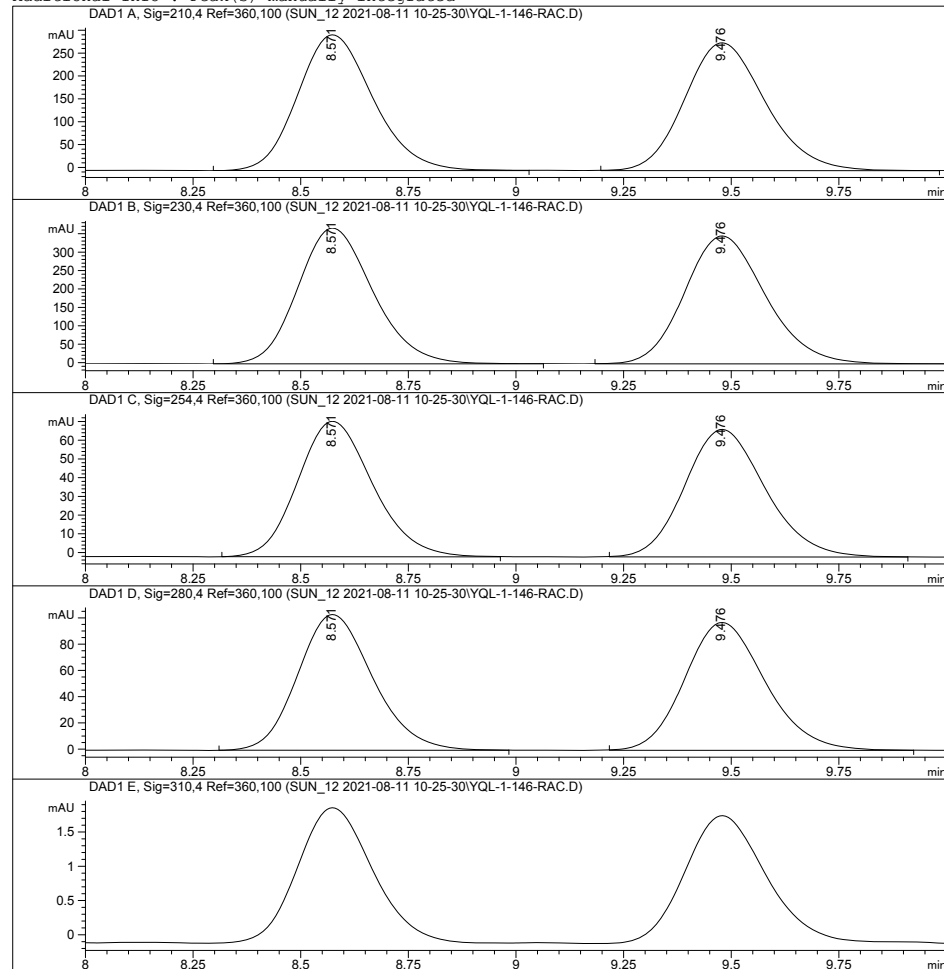 Additional Info : Peak(s) manually integrated
DAD1 A, Sig=210,4 Ref=360,100 (SUN_12 2021-08-11 10-25-30\YQL-1-146-RAC.D)
mAU
250
200
150
100
50
0
8.571
9.476
8 8.25 8.5 8.75 9 9.25 9.5 9.75 min
DAD1 B, Sig=230,4 Ref=360,100 (SUN_12 2021-08-11 10-25-30\YQL-1-146-RAC.D)
mAU
300
250
200
150
100
50
0
8.571
9.476
8 8.25 8.5 8.75 9 9.25 9.5 9.75 min
DAD1 C, Sig=254,4 Ref=360,100 (SUN_12 2021-08-11 10-25-30\YQL-1-146-RAC.D)
mAU
60
50
40
30
20
10
0
8.571
9.476
8 8.25 8.5 8.75 9 9.25 9.5 9.75 min
DAD1 D, Sig=280,4 Ref=360,100 (SUN_12 2021-08-11 10-25-30\YQL-1-146-RAC.D)
mAU
80
60
40
20
0
8.571
9.476
8 8.25 8.5 8.75 9 9.25 9.5 9.75 min
DAD1 E, Sig=310,4 Ref=360,100 (SUN_12 2021-08-11 10-25-30\YQL-1-146-RAC.D)
mAU
1.5
1
0.5
0
8 8.25 8.5 8.75 9 9.25 9.5 9.75 min